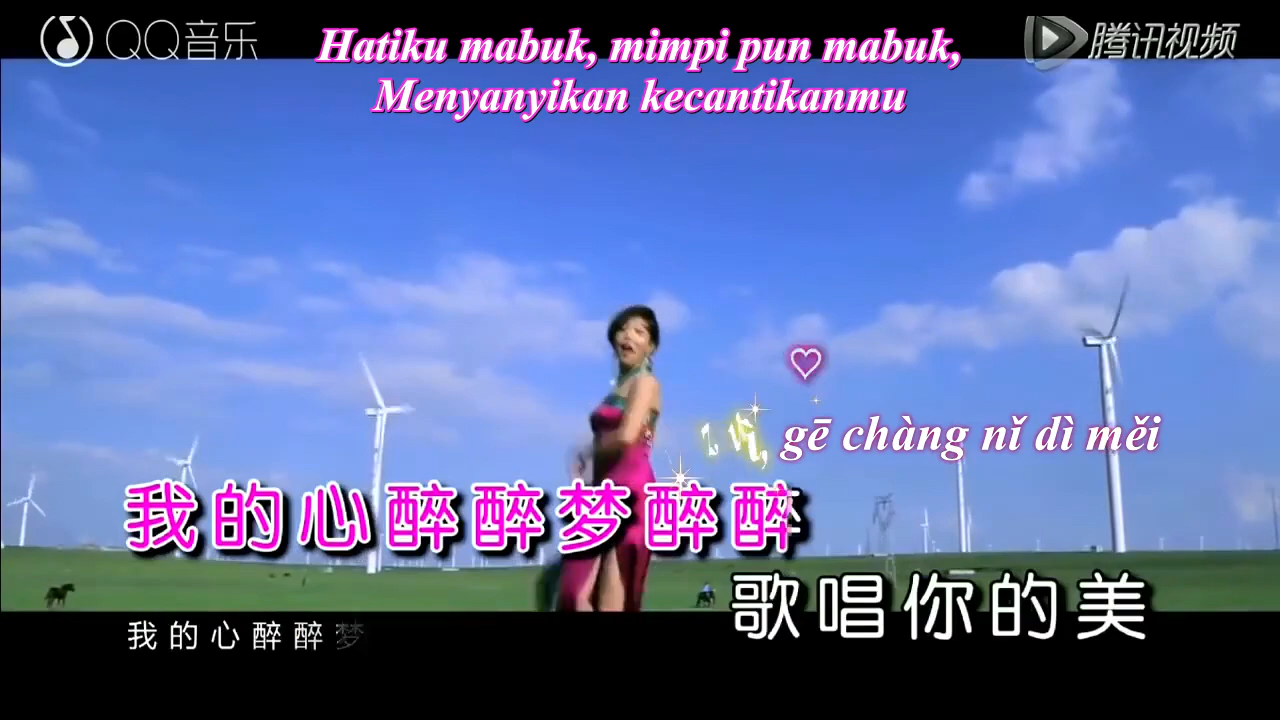 QQ音乐
腾讯视频
Hatiku mabuk, mimpi pun mabuk,
Menyanyikan kecantikanmu
gē chàng nǐ dì měi
我的心醉醉梦醉醉
歌唱你的美
我的心醉醉梦